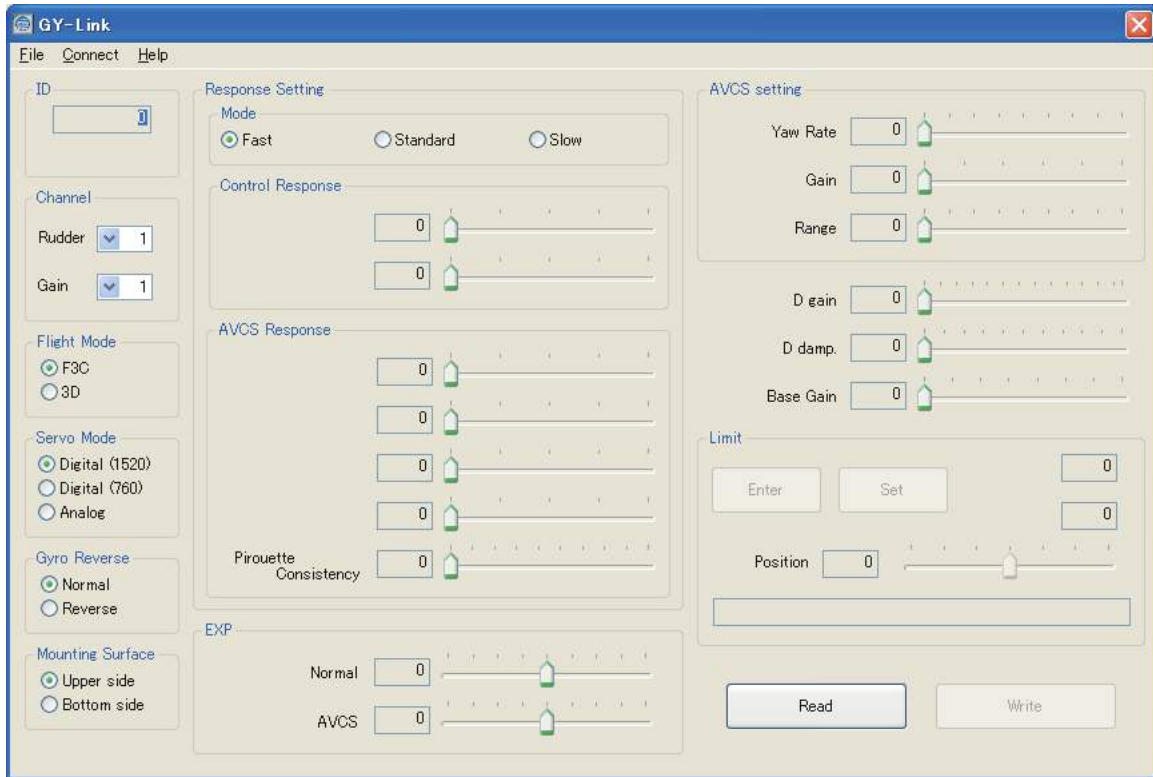 GY-Link
File Connect Help
ID
0
Channel
Rudder 1
Gain 1
Flight Mode
F3C
3D
Servo Mode
Digital (1520)
Digital (760)
Analog
Gyro Reverse
Normal
Reverse
Mounting Surface
Upper side
Bottom side
Response Setting
Mode
Fast Standard Slow
Control Response
0
0
AVCS Response
0
0
0
0
Pirouette
Consistency 0
EXP
Normal 0
AVCS 0
AVCS setting
Yaw Rate 0
Gain 0
Range 0
D gain 0
D damp. 0
Base Gain 0
Limit
Enter Set 0
0
Position 0
Read Write